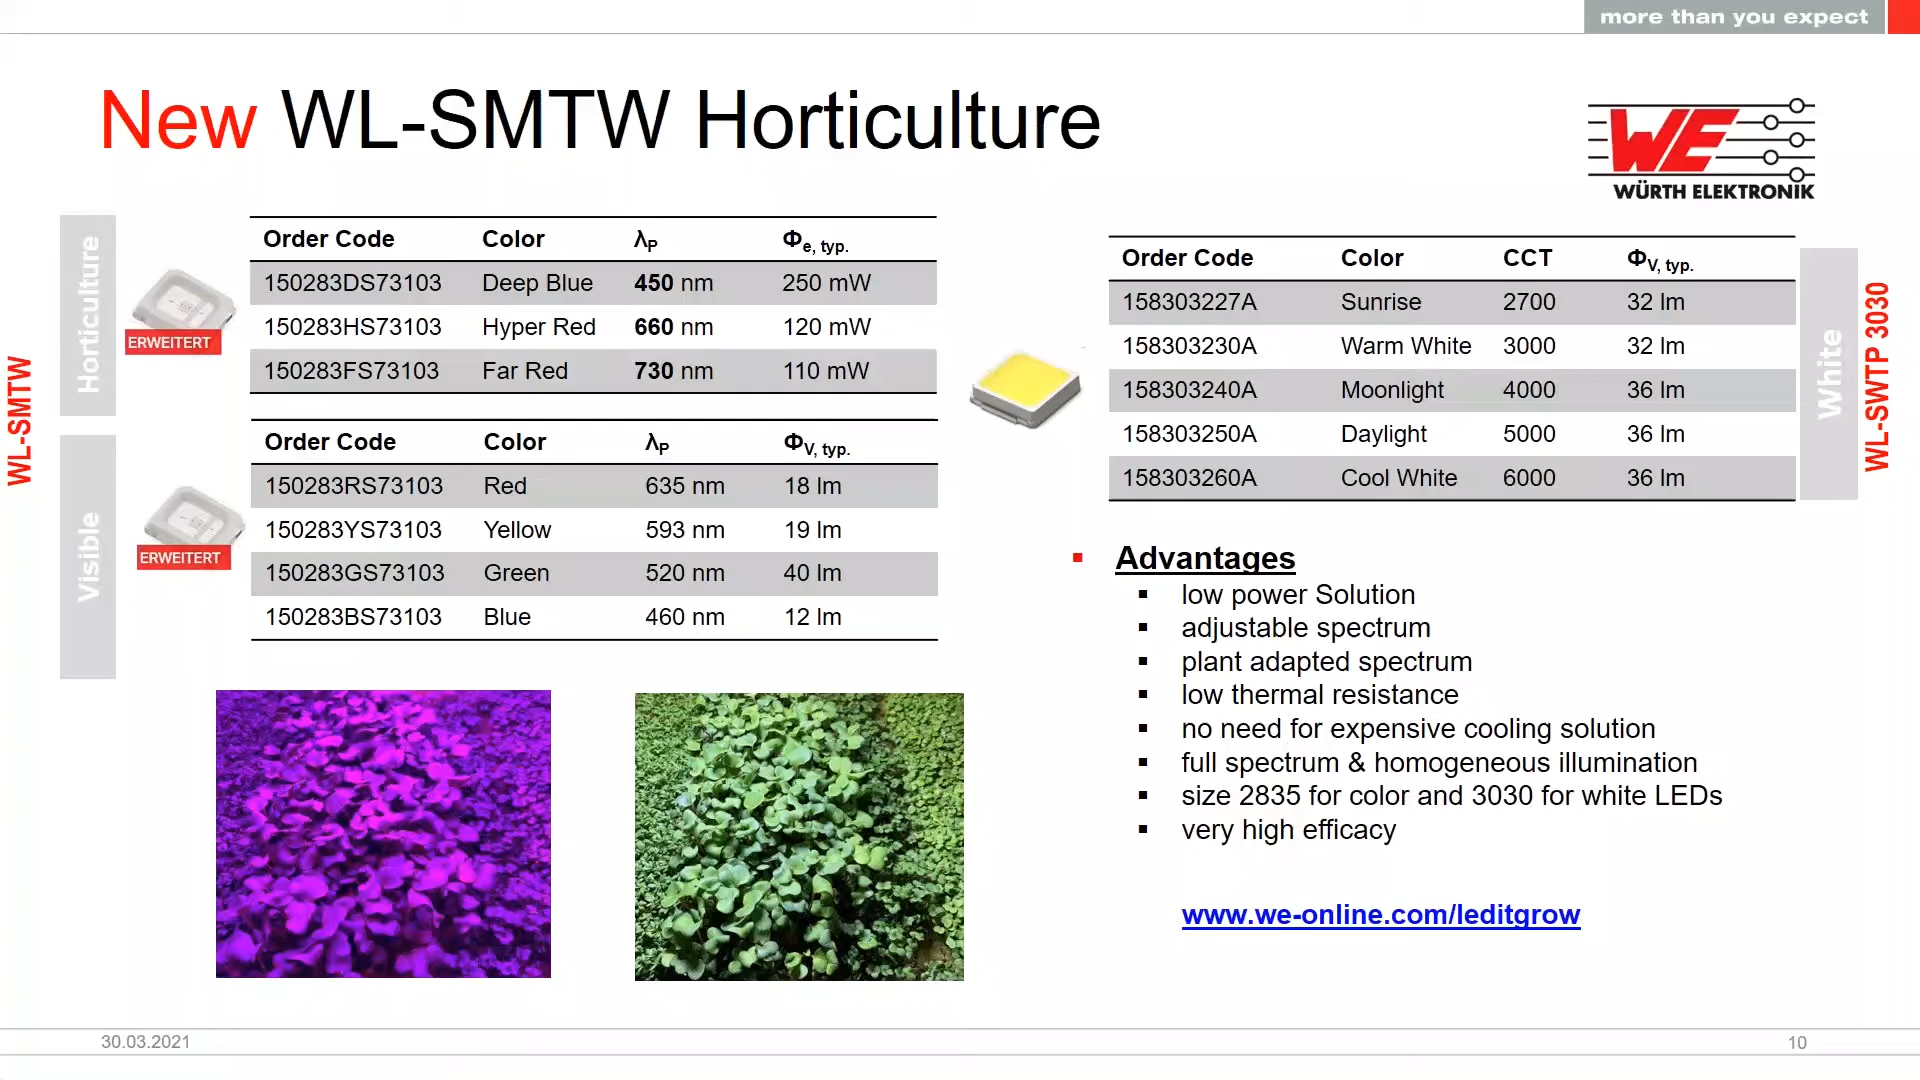 more than you expect
New WL-SMTW Horticulture
WE
WÜRTH ELEKTRONIK
WL-SMTW
Horticulture
ERWEITERT
Order Code Color λP Φe, typ.
150283DS73103 Deep Blue 450 nm 250 mW
150283HS73103 Hyper Red 660 nm 120 mW
150283FS73103 Far Red 730 nm 110 mW
Visible
ERWEITERT
Order Code Color λP ΦV, typ.
150283RS73103 Red 635 nm 18 lm
150283YS73103 Yellow 593 nm 19 lm
150283GS73103 Green 520 nm 40 lm
150283BS73103 Blue 460 nm 12 lm
Order Code Color CCT ΦV, typ.
158303227A Sunrise 2700 32 lm
158303230A Warm White 3000 32 lm
158303240A Moonlight 4000 36 lm
158303250A Daylight 5000 36 lm
158303260A Cool White 6000 36 lm
White
WL-SWTP 3030
▪ Advantages
▪ low power Solution
▪ adjustable spectrum
▪ plant adapted spectrum
▪ low thermal resistance
▪ no need for expensive cooling solution
▪ full spectrum & homogeneous illumination
▪ size 2835 for color and 3030 for white LEDs
▪ very high efficacy
www.we-online.com/leditgrow
30.03.2021
10